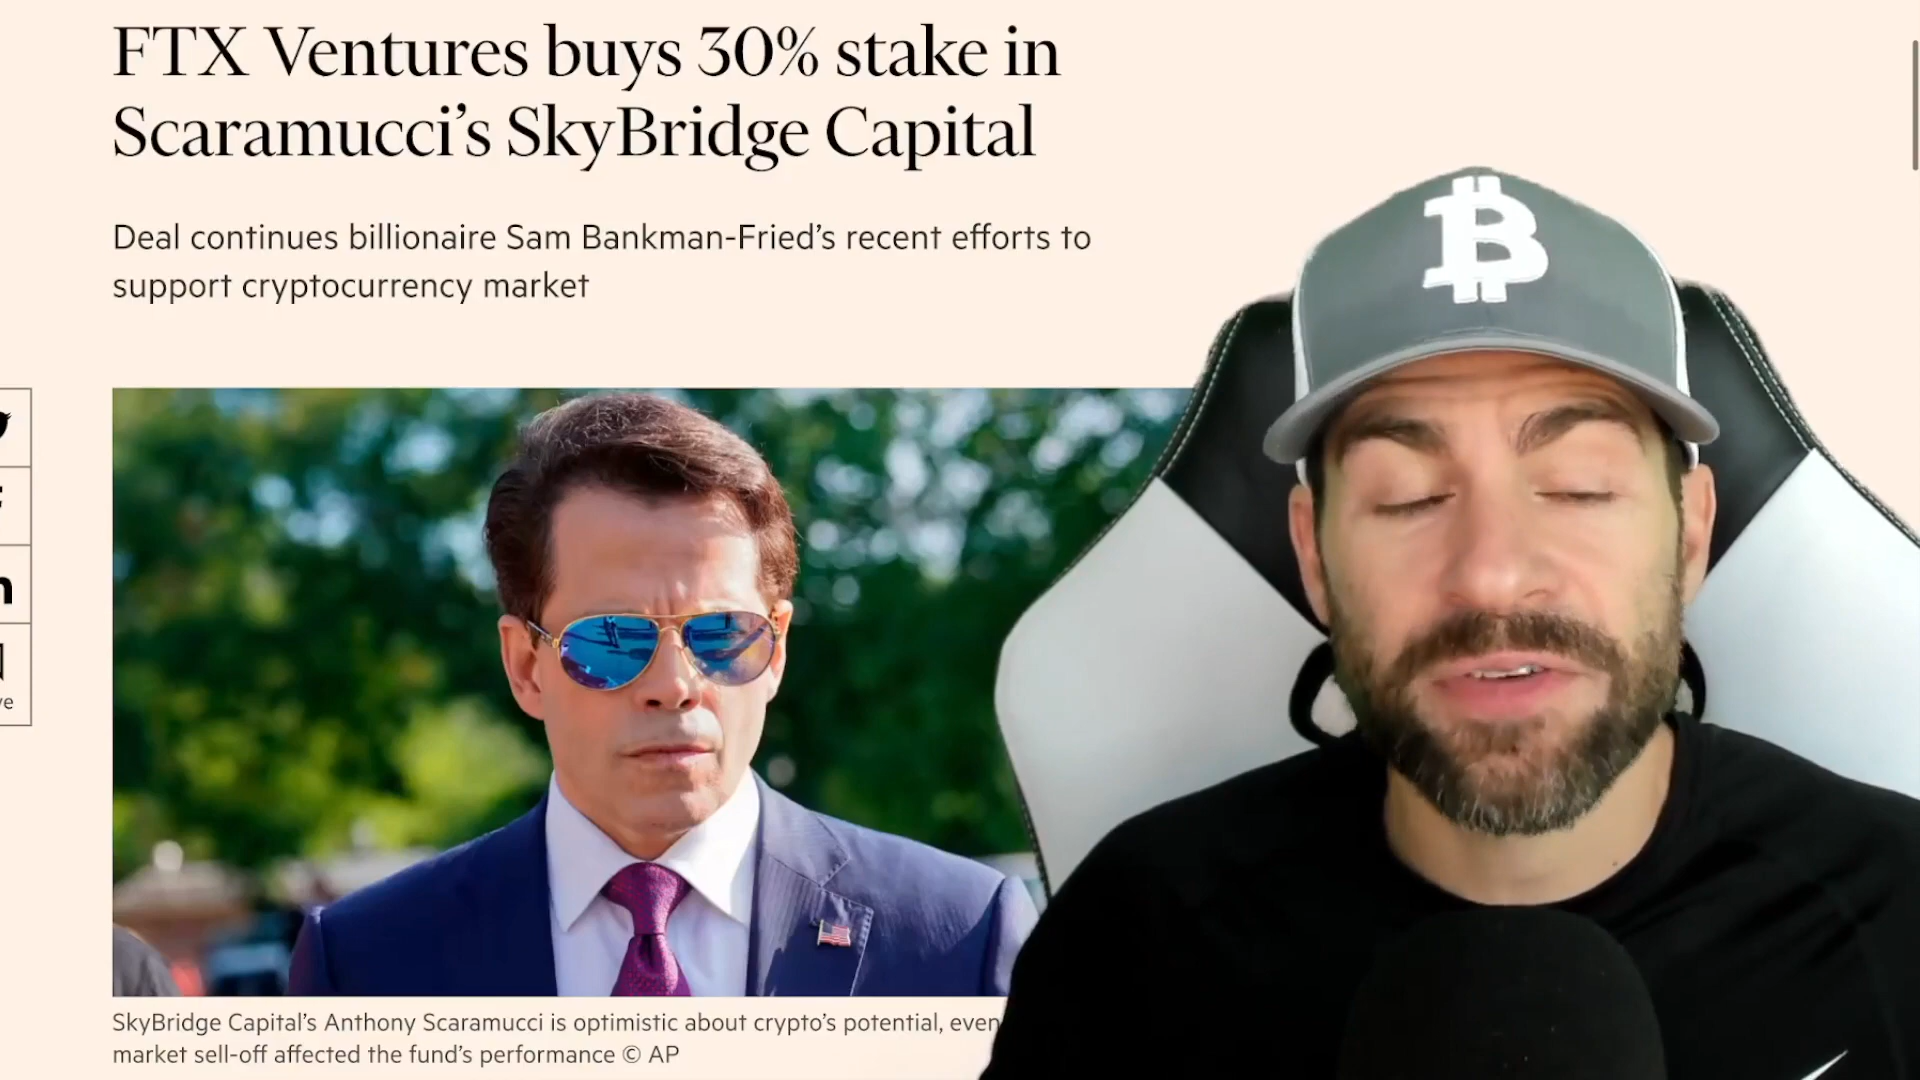 FTX Ventures buys 30% stake in
Scaramucci’s SkyBridge Capital
Deal continues billionaire Sam Bankman-Fried’s recent efforts to
support cryptocurrency market
SkyBridge Capital’s Anthony Scaramucci is optimistic about crypto’s potential, even
market sell-off affected the fund’s performance © AP